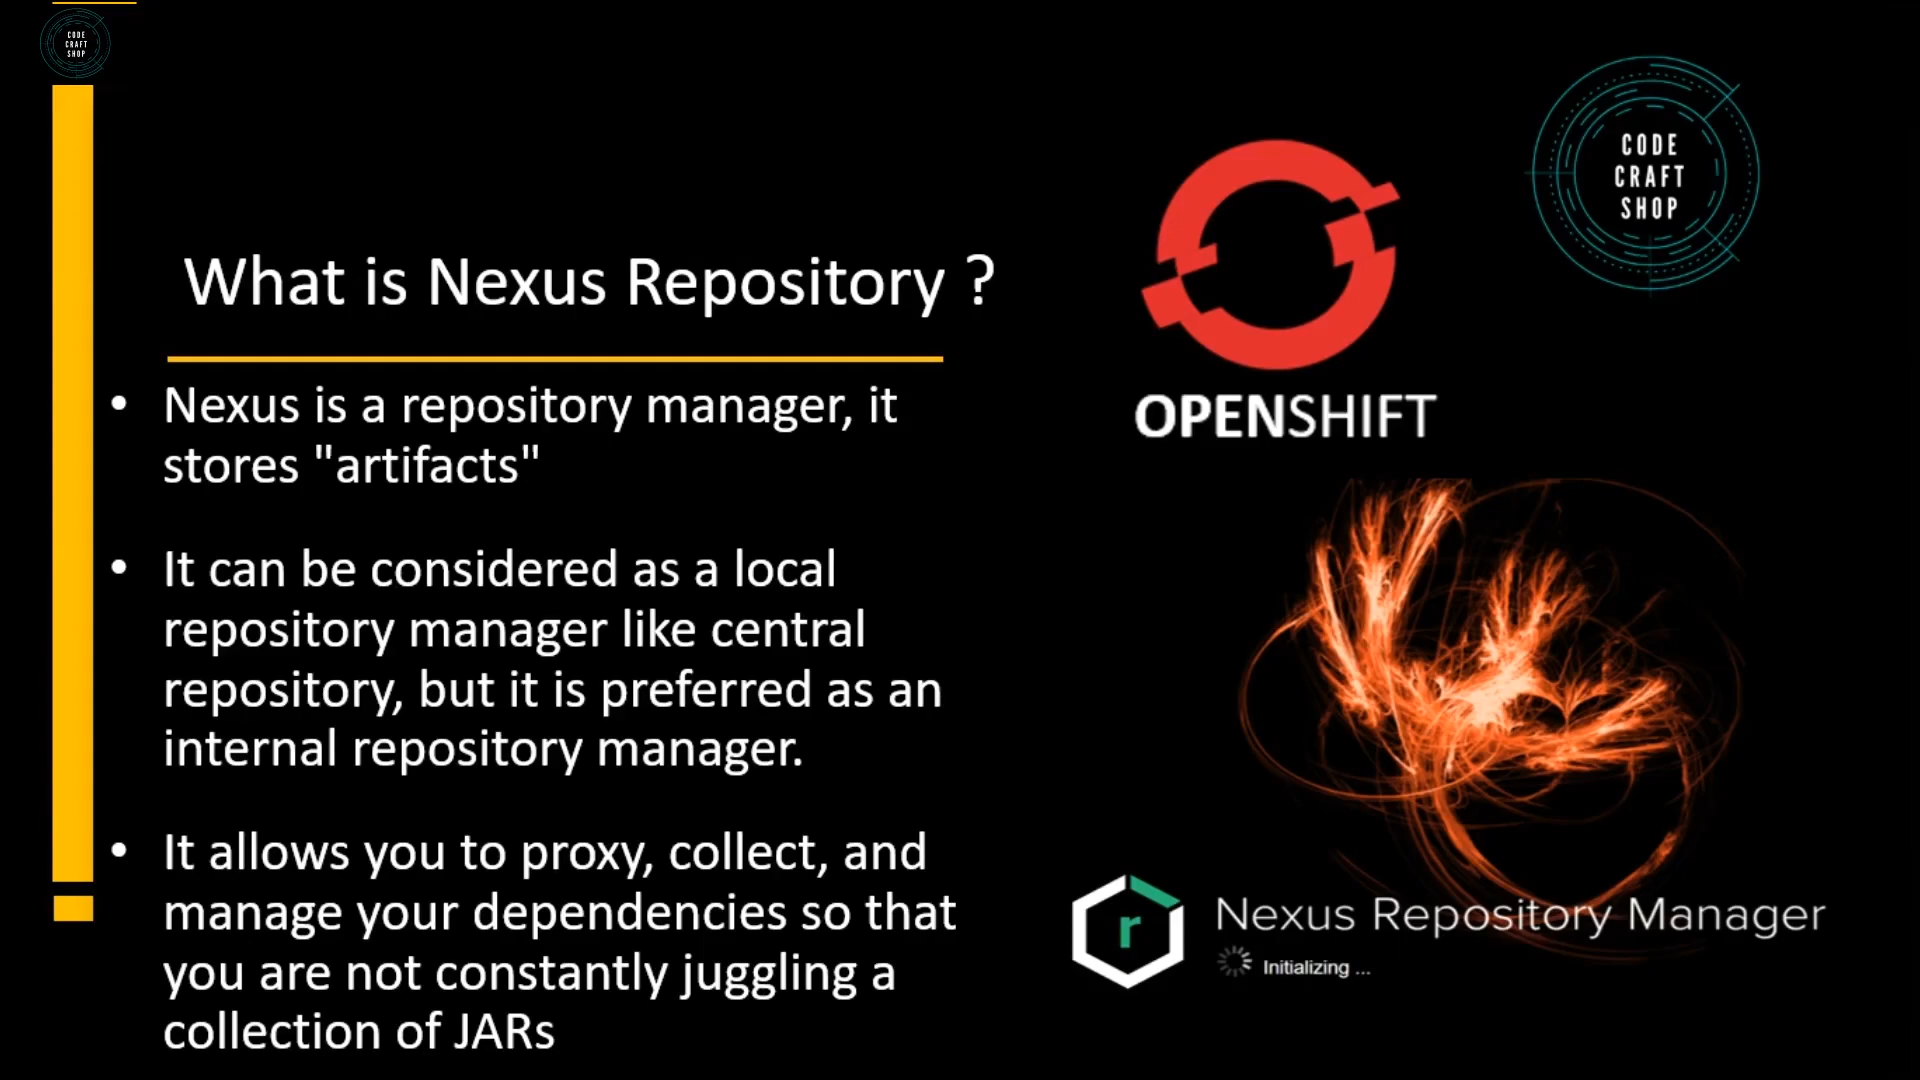 CODE
CRAFT
SHOP
What is Nexus Repository ?
• Nexus is a repository manager, it
stores "artifacts"
• It can be considered as a local
repository manager like central
repository, but it is preferred as an
internal repository manager.
• It allows you to proxy, collect, and
manage your dependencies so that
you are not constantly juggling a
collection of JARs
OPENSHIFT
CODE
CRAFT
SHOP
r
Nexus Repository Manager
Initializing ...